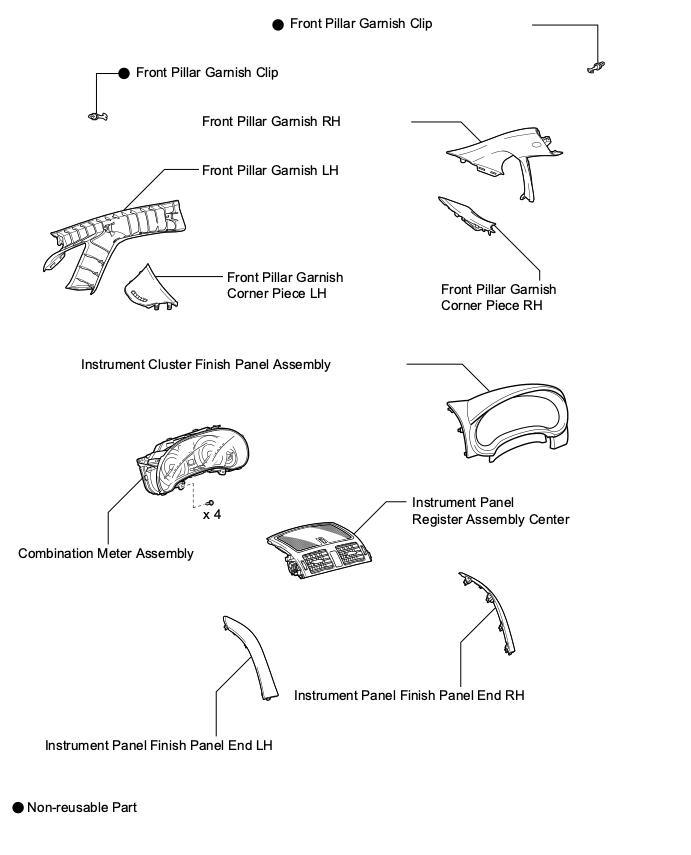 ● Front Pillar Garnish Clip
● Front Pillar Garnish Clip
Front Pillar Garnish RH
Front Pillar Garnish LH
Front Pillar Garnish
Corner Piece LH
Front Pillar Garnish
Corner Piece RH
Instrument Cluster Finish Panel Assembly
Instrument Panel
Register Assembly Center
x 4
Combination Meter Assembly
Instrument Panel Finish Panel End RH
Instrument Panel Finish Panel End LH
● Non-reusable Part